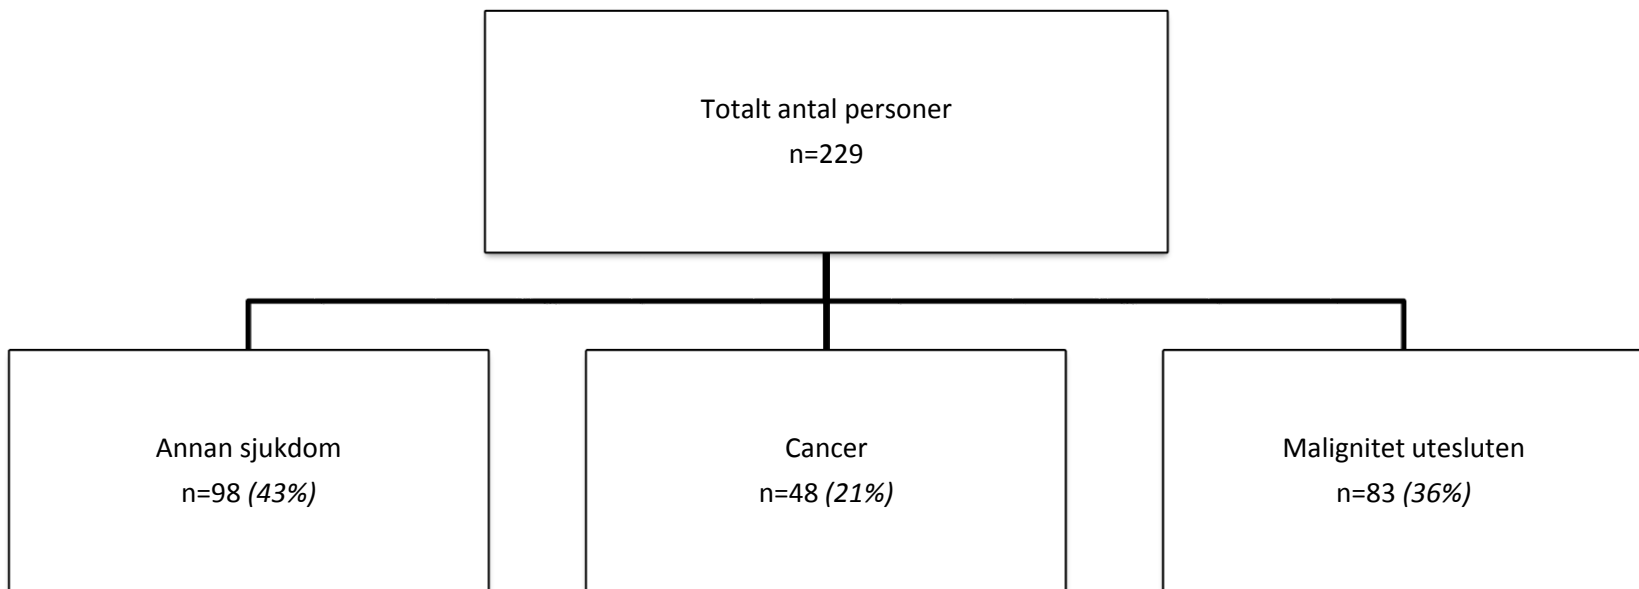 Totalt antal personer
n=229
Annan sjukdom
n=98 (43%)
Cancer
n=48 (21%)
Malignitet utesluten
n=83 (36%)